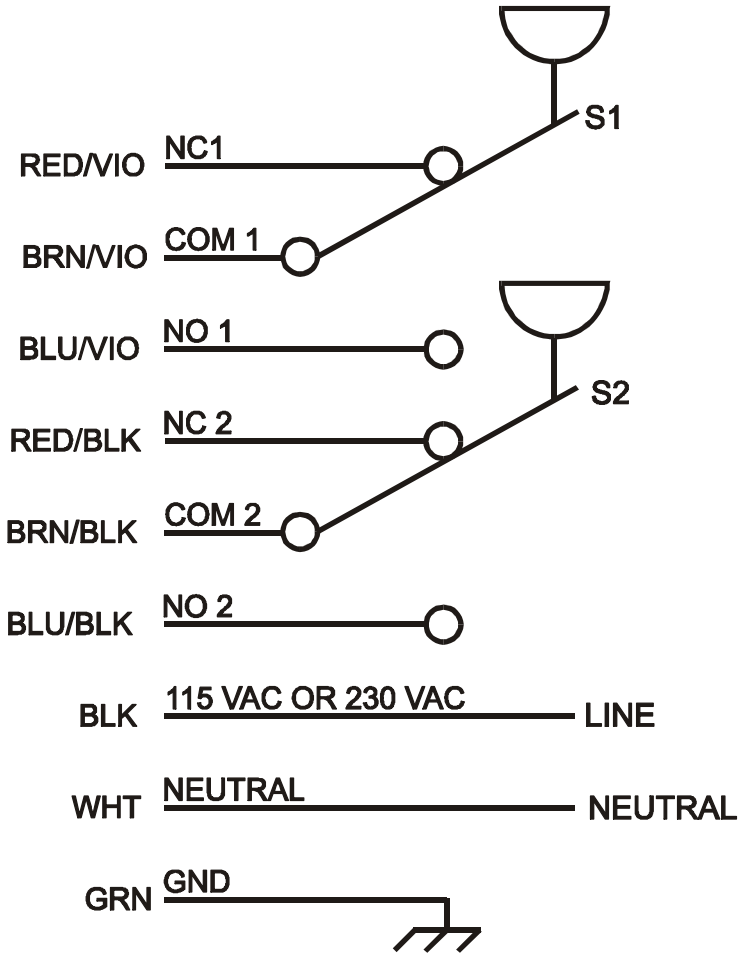 S1
RED/VIO NC1
BRN/VIO COM 1
BLU/VIO NO 1
S2
RED/BLK NC 2
BRN/BLK COM 2
BLU/BLK NO 2
BLK 115 VAC OR 230 VAC LINE
WHT NEUTRAL NEUTRAL
GRN GND